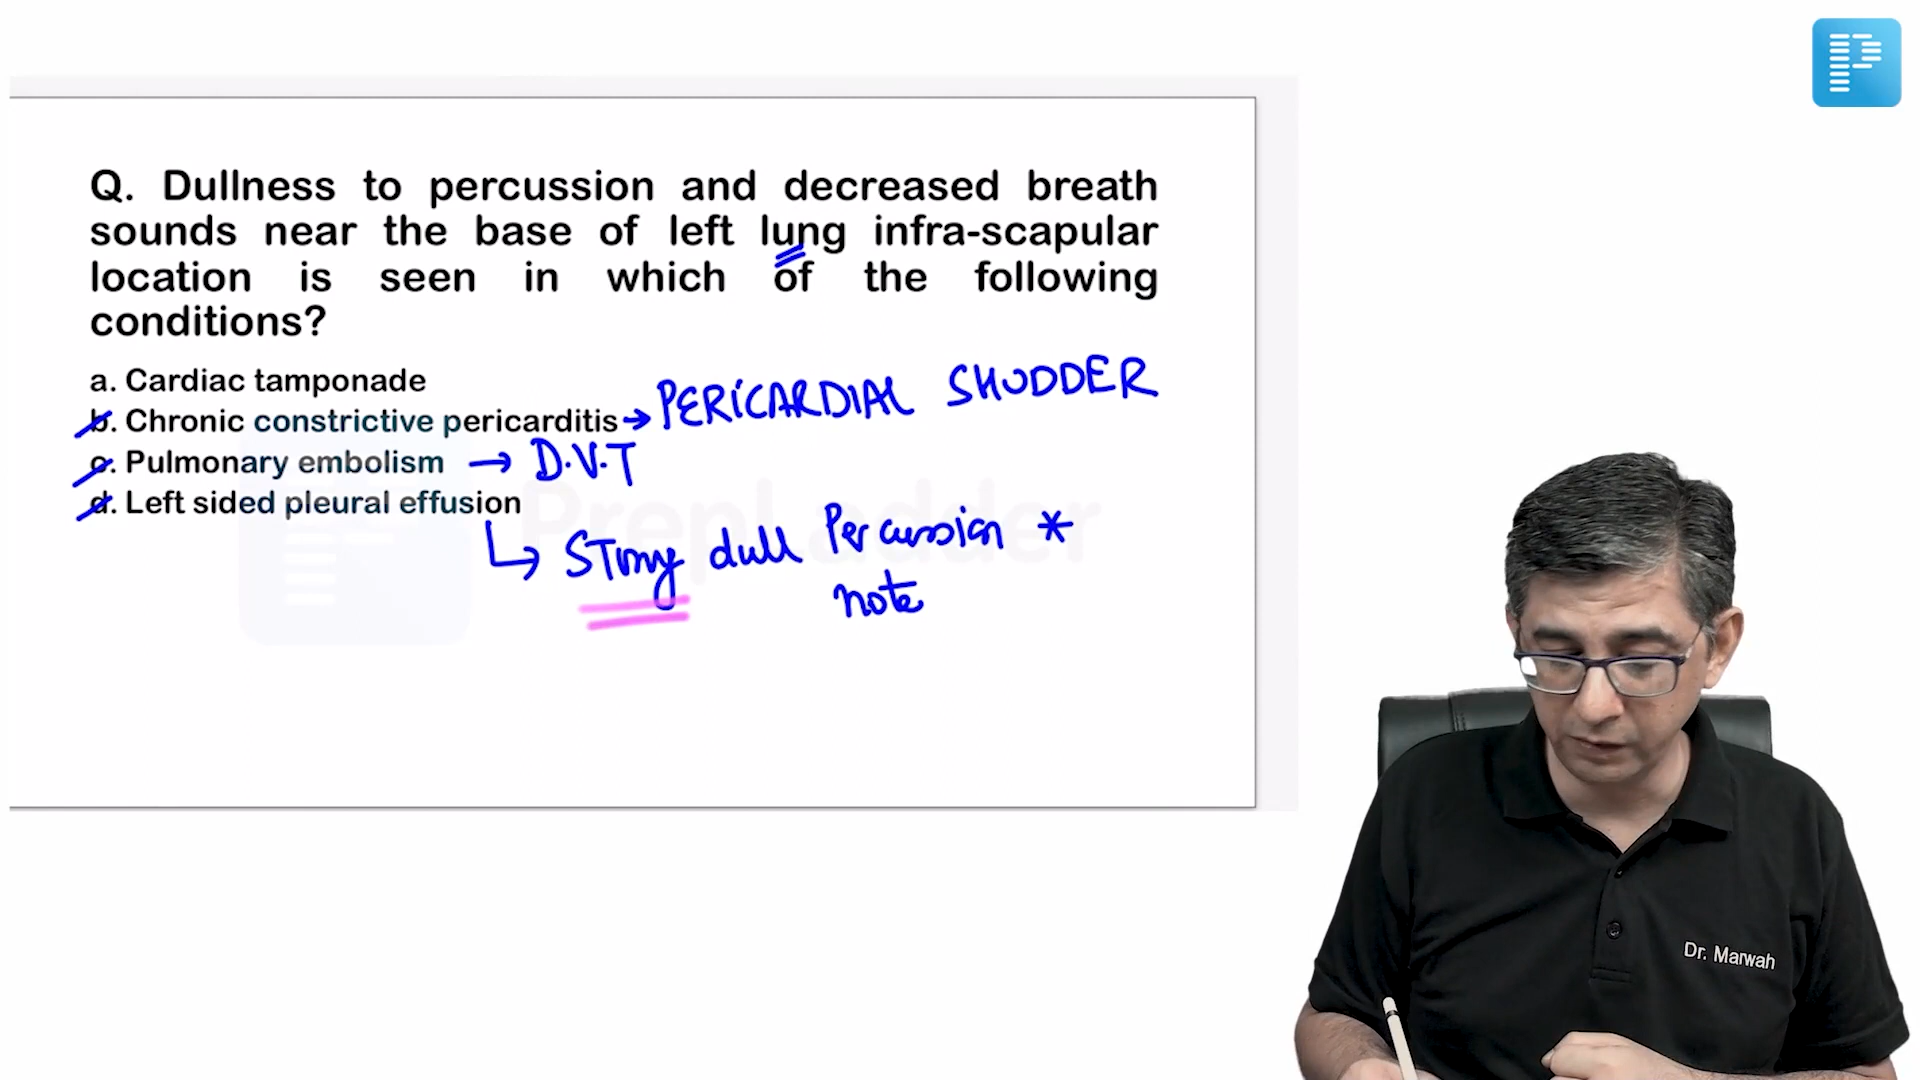 Q. Dullness to percussion and decreased breath
sounds near the base of left lung infra-scapular
location is seen in which of the following
conditions?
a. Cardiac tamponade
b. Chronic constrictive pericarditis → PERICARDIAL SHUDDER
c. Pulmonary embolism → D.V.T
d. Left sided pleural effusion
↳ STony dull Percussion *
note
PrepLadder
Dr. Marwah